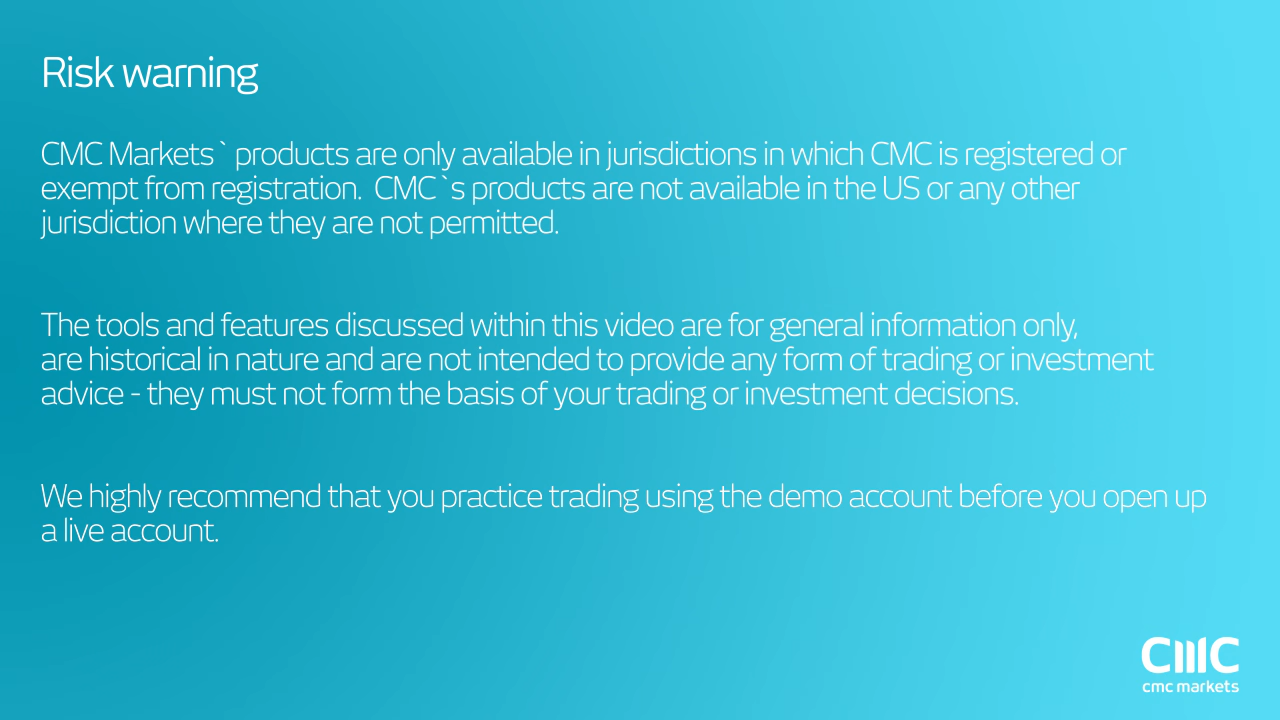 Risk warning
CMC Markets` products are only available in jurisdictions in which CMC is registered or
exempt from registration.  CMC`s products are not available in the US or any other
jurisdiction where they are not permitted.
The tools and features discussed within this video are for general information only,
are historical in nature and are not intended to provide any form of trading or investment
advice - they must not form the basis of your trading or investment decisions.
We highly recommend that you practice trading using the demo account before you open up
a live account.
CMC
cmc markets